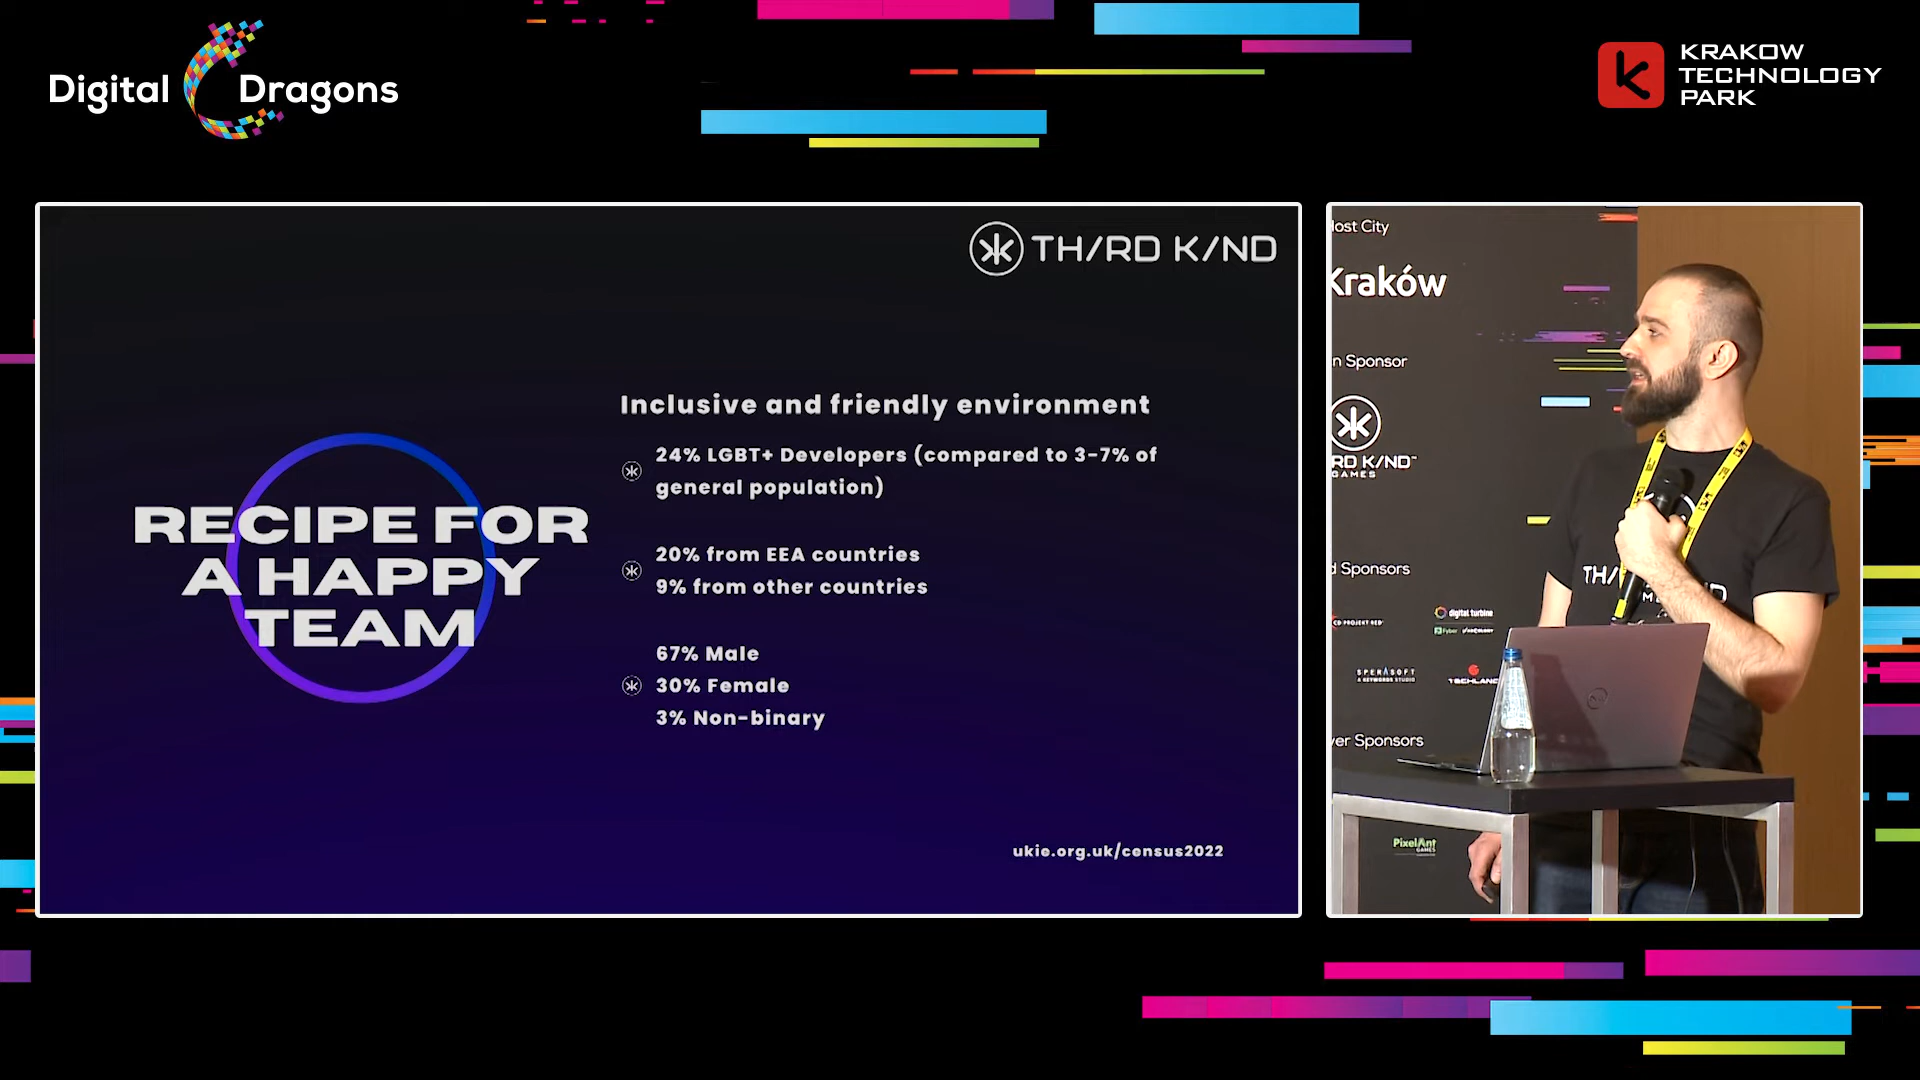 Digital Dragons
KRAKOW
TECHNOLOGY
PARK
TH/RD K/ND
RECIPE FOR
A HAPPY
TEAM
Inclusive and friendly environment
24% LGBT+ Developers (compared to 3-7% of
general population)
20% from EEA countries
9% from other countries
67% Male
30% Female
3% Non-binary
ukie.org.uk/census2022
Host City
Kraków
Sponsor
K/ND™
GAMES
Sponsors
CD PROJEKT RED
digital turbine
Fyber
SPERASOFT
A KEYWORDS STUDIO
TECHLAND
Sponsors
PixelAnt
GAMES